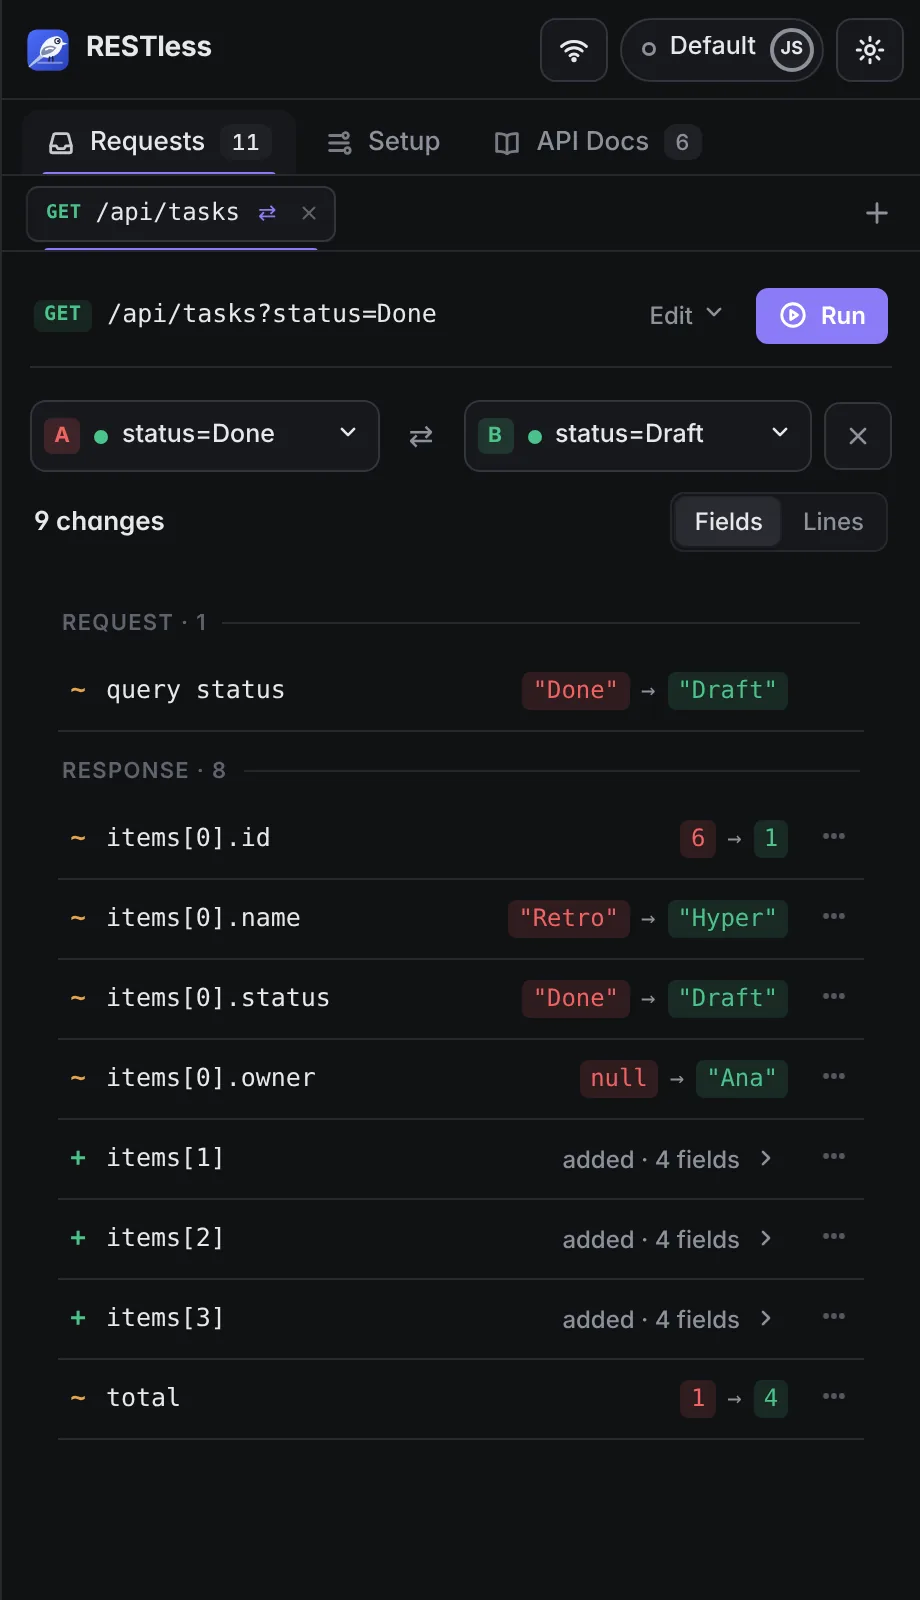 RESTless
Default JS
Requests 11 Setup API Docs 6
GET /api/tasks ⇄ ×
+
GET /api/tasks?status=Done Edit Run
A status=Done ⇄ B status=Draft ×
9 changes Fields Lines
REQUEST · 1
~ query status "Done" → "Draft"
RESPONSE · 8
~ items[0].id 6 → 1 •••
~ items[0].name "Retro" → "Hyper" •••
~ items[0].status "Done" → "Draft" •••
~ items[0].owner null → "Ana" •••
+ items[1] added · 4 fields > •••
+ items[2] added · 4 fields > •••
+ items[3] added · 4 fields > •••
~ total 1 → 4 •••